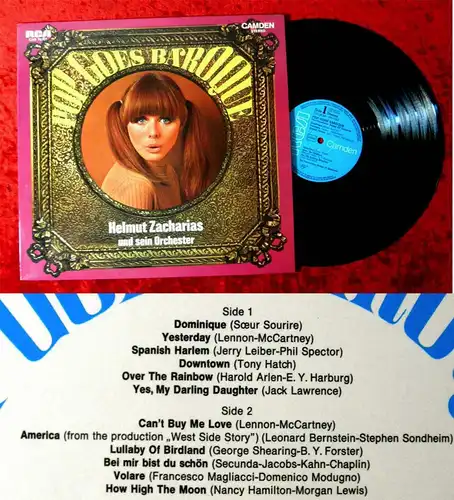 RCA
CAMDEN
STEREO
POP GOES BAROQUE
Helmut Zacharias
und sein Orchester
1
Camden
Side 1
Dominique (Sœur Sourire)
Yesterday (Lennon-McCartney)
Spanish Harlem (Jerry Leiber-Phil Spector)
Downtown (Tony Hatch)
Over The Rainbow (Harold Arlen-E. Y. Harburg)
Yes, My Darling Daughter (Jack Lawrence)
Side 2
Can't Buy Me Love (Lennon-McCartney)
America (from the production „West Side Story") (Leonard Bernstein-Stephen Sondheim)
Lullaby Of Birdland (George Shearing-B. Y. Forster)
Bei mir bist du schön (Secunda-Jacobs-Kahn-Chaplin)
Volare (Francesco Magliacci-Domenico Modugno)
How High The Moon (Nancy Hamilton-Morgan Lewis)